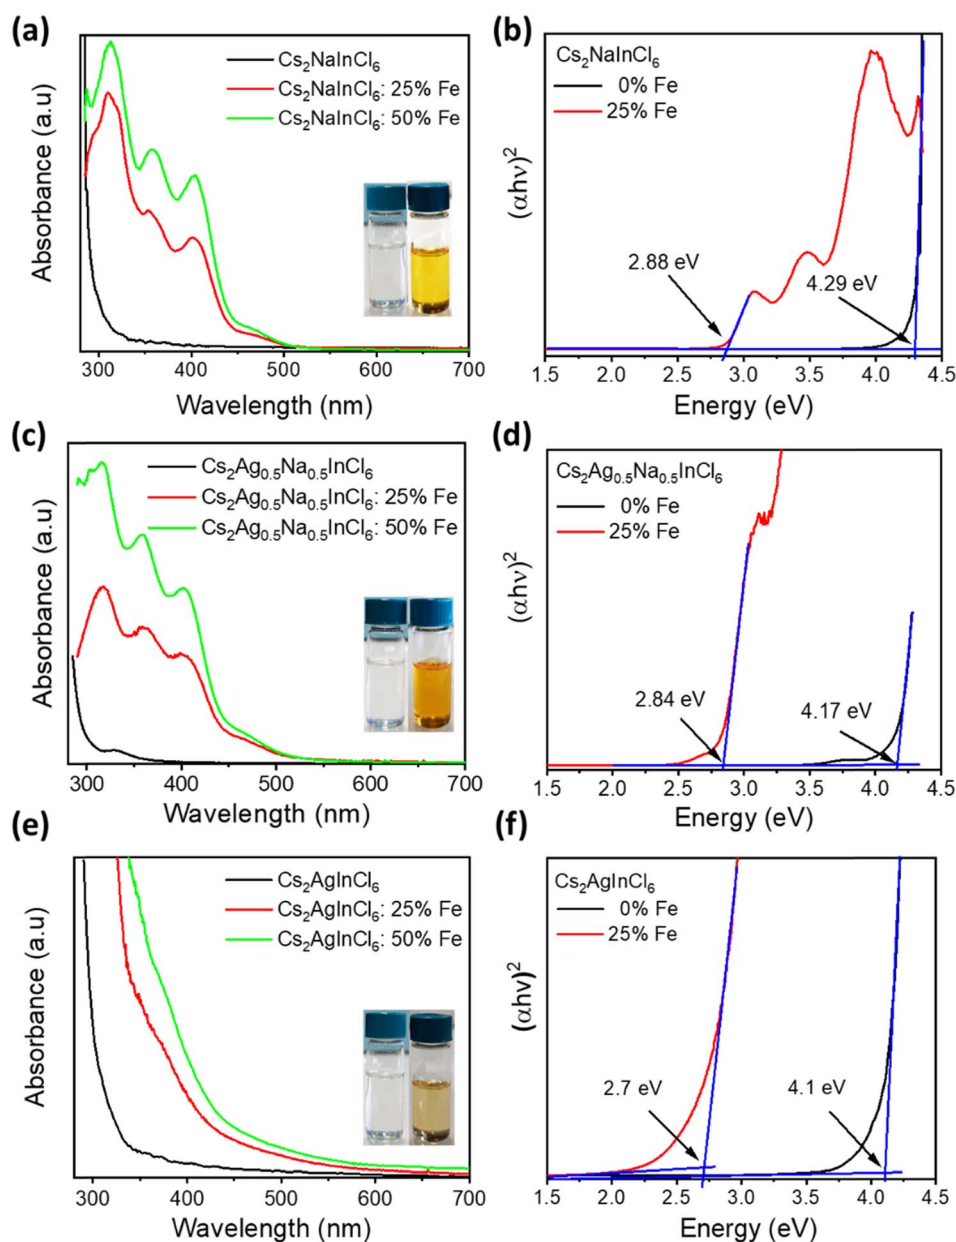 (a)
Absorbance (a.u)
Cs₂NaInCl₆
Cs₂NaInCl₆: 25% Fe
Cs₂NaInCl₆: 50% Fe
300 400 500 600 700
Wavelength (nm)
(b)
(αhν)²
Cs₂NaInCl₆
0% Fe
25% Fe
2.88 eV
4.29 eV
1.5 2.0 2.5 3.0 3.5 4.0 4.5
Energy (eV)
(c)
Absorbance (a.u)
Cs₂Ag₀.₅Na₀.₅InCl₆
Cs₂Ag₀.₅Na₀.₅InCl₆: 25% Fe
Cs₂Ag₀.₅Na₀.₅InCl₆: 50% Fe
300 400 500 600 700
Wavelength (nm)
(d)
(αhν)²
Cs₂Ag₀.₅Na₀.₅InCl₆
0% Fe
25% Fe
2.84 eV
4.17 eV
1.5 2.0 2.5 3.0 3.5 4.0 4.5
Energy (eV)
(e)
Absorbance (a.u)
Cs₂AgInCl₆
Cs₂AgInCl₆: 25% Fe
Cs₂AgInCl₆: 50% Fe
300 400 500 600 700
Wavelength (nm)
(f)
(αhν)²
Cs₂AgInCl₆
0% Fe
25% Fe
2.7 eV
4.1 eV
1.5 2.0 2.5 3.0 3.5 4.0 4.5
Energy (eV)